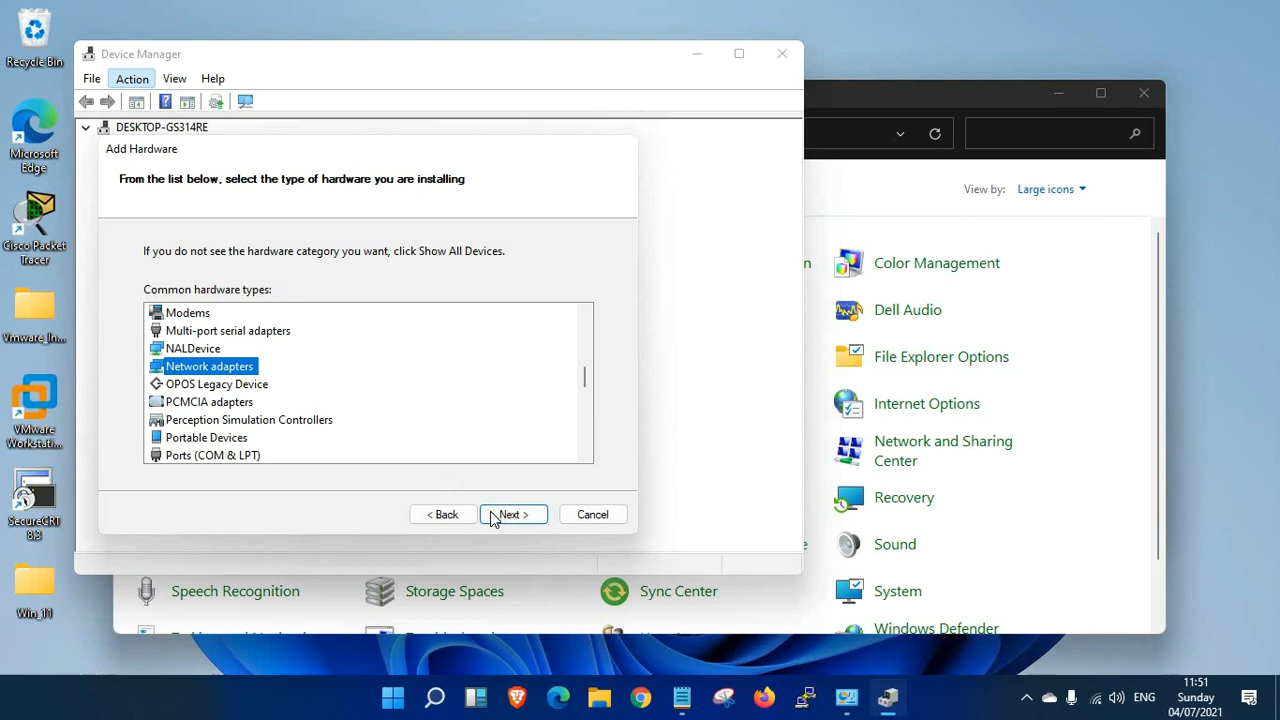 Recycle Bin
Microsoft
Edge
Cisco Packet
Tracer
Vmware_In...
VMware
Workstati...
SecureCRT
8.3
Win_11
Device Manager
File Action View Help
DESKTOP-GS314RE
Add Hardware
From the list below, select the type of hardware you are installing
If you do not see the hardware category you want, click Show All Devices.
Common hardware types:
Modems
Multi-port serial adapters
NALDevice
Network adapters
OPOS Legacy Device
PCMCIA adapters
Perception Simulation Controllers
Portable Devices
Ports (COM & LPT)
< Back Next > Cancel
View by: Large icons
Color Management
Dell Audio
File Explorer Options
Internet Options
Network and Sharing
Center
Recovery
Sound
Speech Recognition Storage Spaces Sync Center System
Windows Defender
ENG
11:51
Sunday
04/07/2021